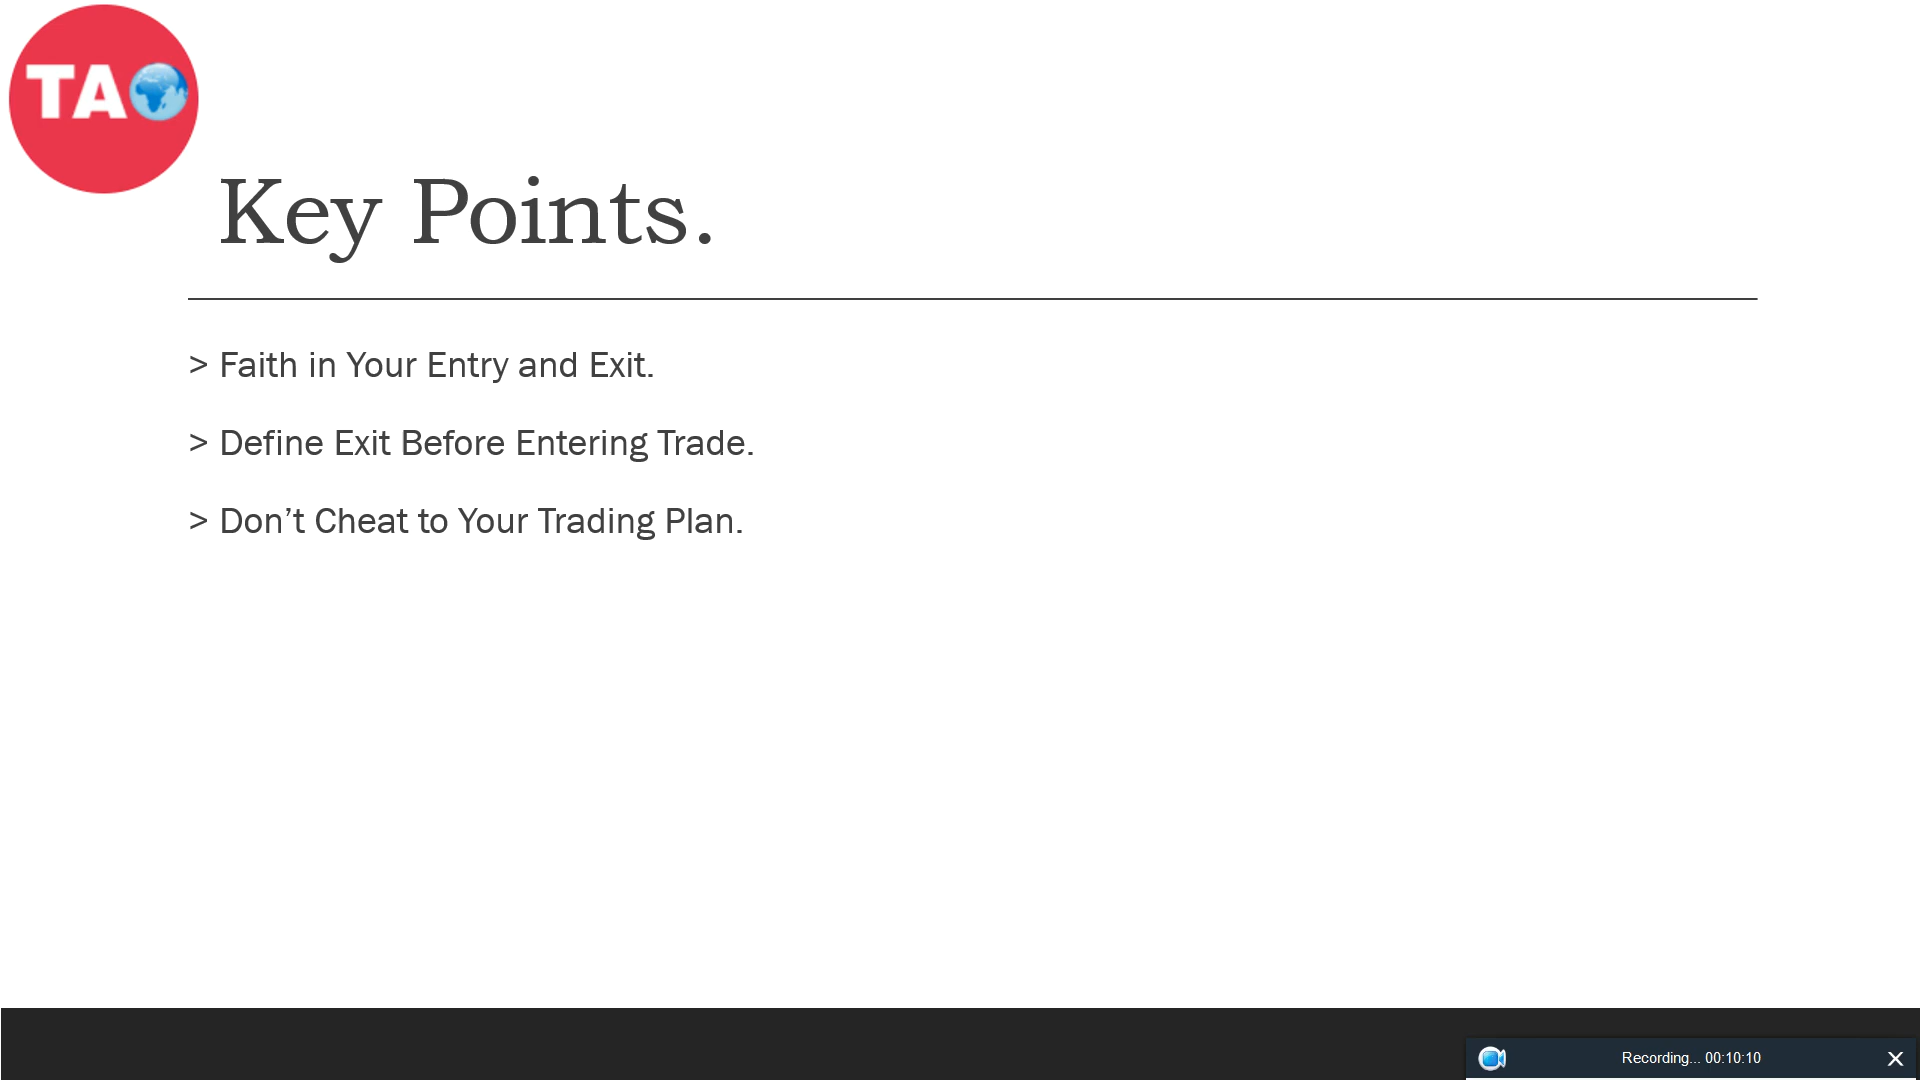 TA
Key Points.
> Faith in Your Entry and Exit.
> Define Exit Before Entering Trade.
> Don’t Cheat to Your Trading Plan.
Recording... 00:10:10